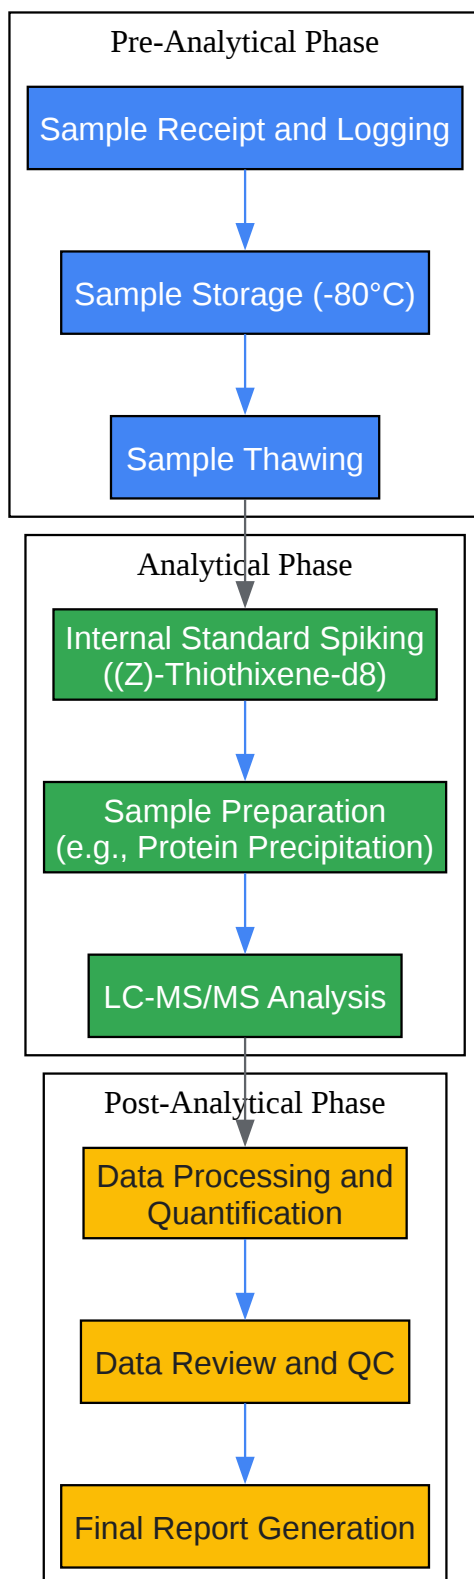 Pre-Analytical Phase
Sample Receipt and Logging
Sample Storage (-80°C)
Sample Thawing
Analytical Phase
Internal Standard Spiking
((Z)-Thiothixene-d8)
Sample Preparation
(e.g., Protein Precipitation)
LC-MS/MS Analysis
Post-Analytical Phase
Data Processing and
Quantification
Data Review and QC
Final Report Generation